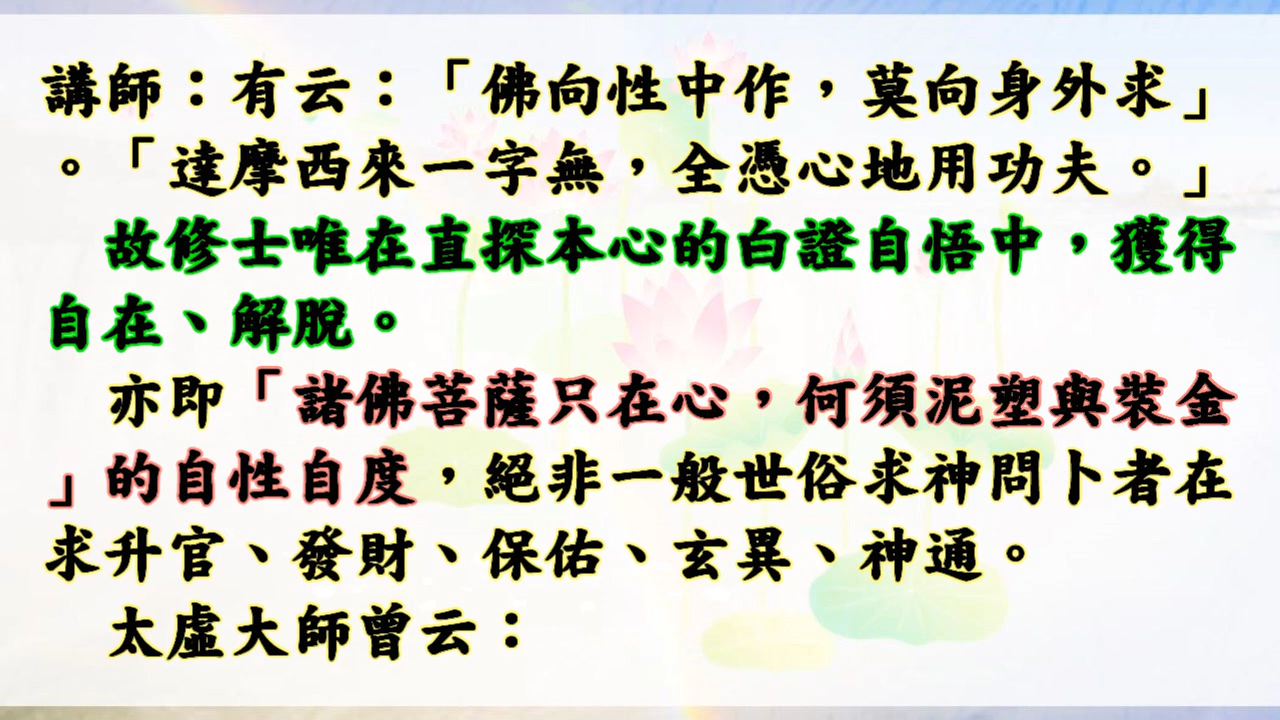 講師：有云：「佛向性中作，莫向身外求」
。「達摩西來一字無，全憑心地用功夫。」
故修士唯在直探本心的白證自悟中，獲得
自在、解脫。
亦即「諸佛菩薩只在心，何須泥塑與裝金
」的自性自度，絕非一般世俗求神問卜者在
求升官、發財、保佑、玄異、神通。
太虛大師曾云：